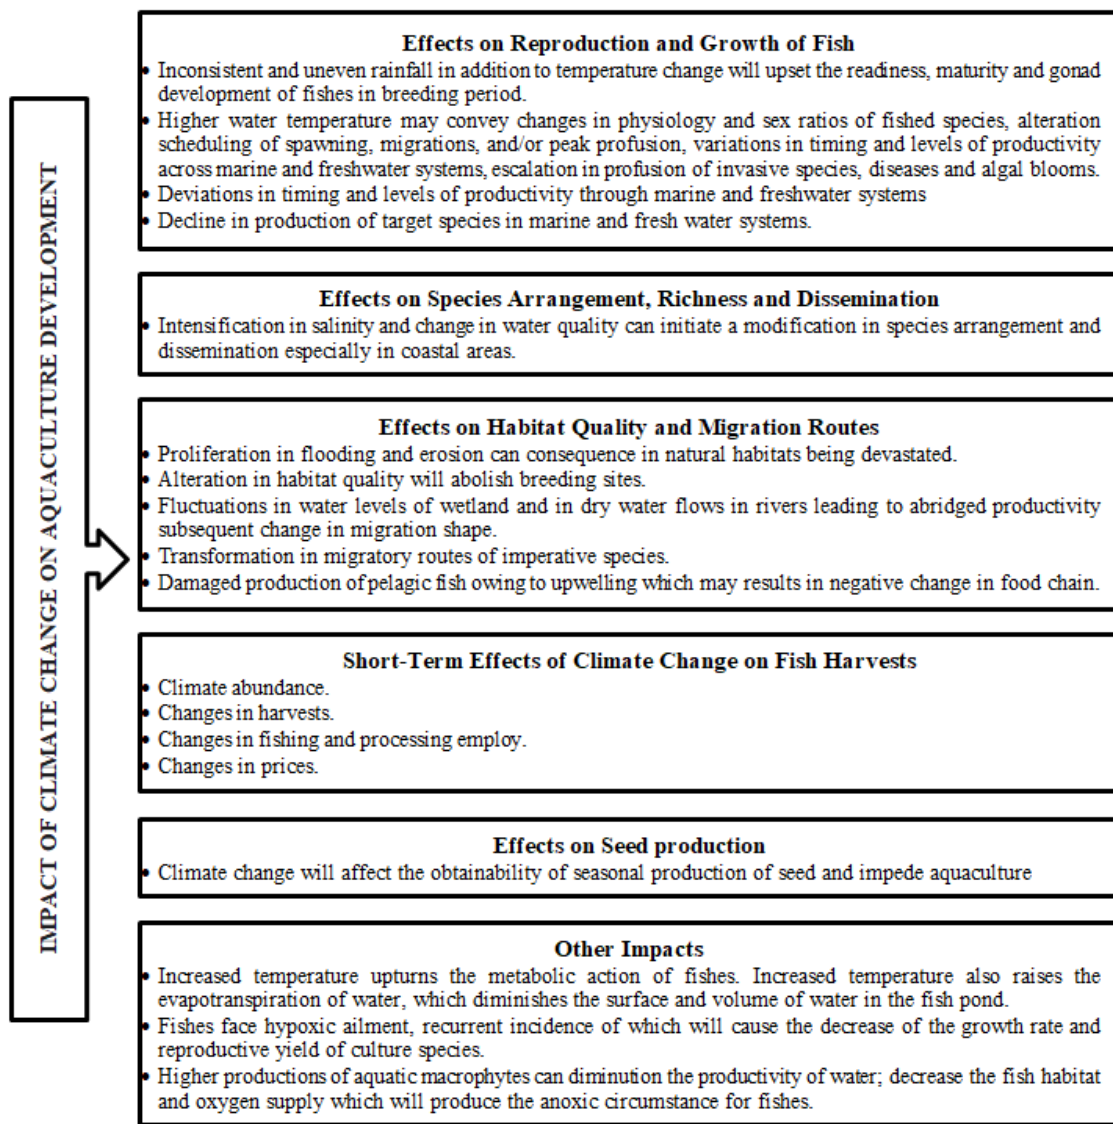 IMPACT OF CLIMATE CHANGE ON AQUACULTURE DEVELOPMENT
Effects on Reproduction and Growth of Fish
• Inconsistent and uneven rainfall in addition to temperature change will upset the readiness, maturity and gonad
development of fishes in breeding period.
• Higher water temperature may convey changes in physiology and sex ratios of fished species, alteration
scheduling of spawning, migrations, and/or peak profusion, variations in timing and levels of productivity
across marine and freshwater systems, escalation in profusion of invasive species, diseases and algal blooms.
• Deviations in timing and levels of productivity through marine and freshwater systems
• Decline in production of target species in marine and fresh water systems.
Effects on Species Arrangement, Richness and Dissemination
• Intensification in salinity and change in water quality can initiate a modification in species arrangement and
dissemination especially in coastal areas.
Effects on Habitat Quality and Migration Routes
• Proliferation in flooding and erosion can consequence in natural habitats being devastated.
• Alteration in habitat quality will abolish breeding sites.
• Fluctuations in water levels of wetland and in dry water flows in rivers leading to abridged productivity
subsequent change in migration shape.
• Transformation in migratory routes of imperative species.
• Damaged production of pelagic fish owing to upwelling which may results in negative change in food chain.
Short-Term Effects of Climate Change on Fish Harvests
• Climate abundance.
• Changes in harvests.
• Changes in fishing and processing employ.
• Changes in prices.
Effects on Seed production
• Climate change will affect the obtainability of seasonal production of seed and impede aquaculture
Other Impacts
• Increased temperature upturns the metabolic action of fishes. Increased temperature also raises the
evapotranspiration of water, which diminishes the surface and volume of water in the fish pond.
• Fishes face hypoxic ailment, recurrent incidence of which will cause the decrease of the growth rate and
reproductive yield of culture species.
• Higher productions of aquatic macrophytes can diminution the productivity of water; decrease the fish habitat
and oxygen supply which will produce the anoxic circumstance for fishes.